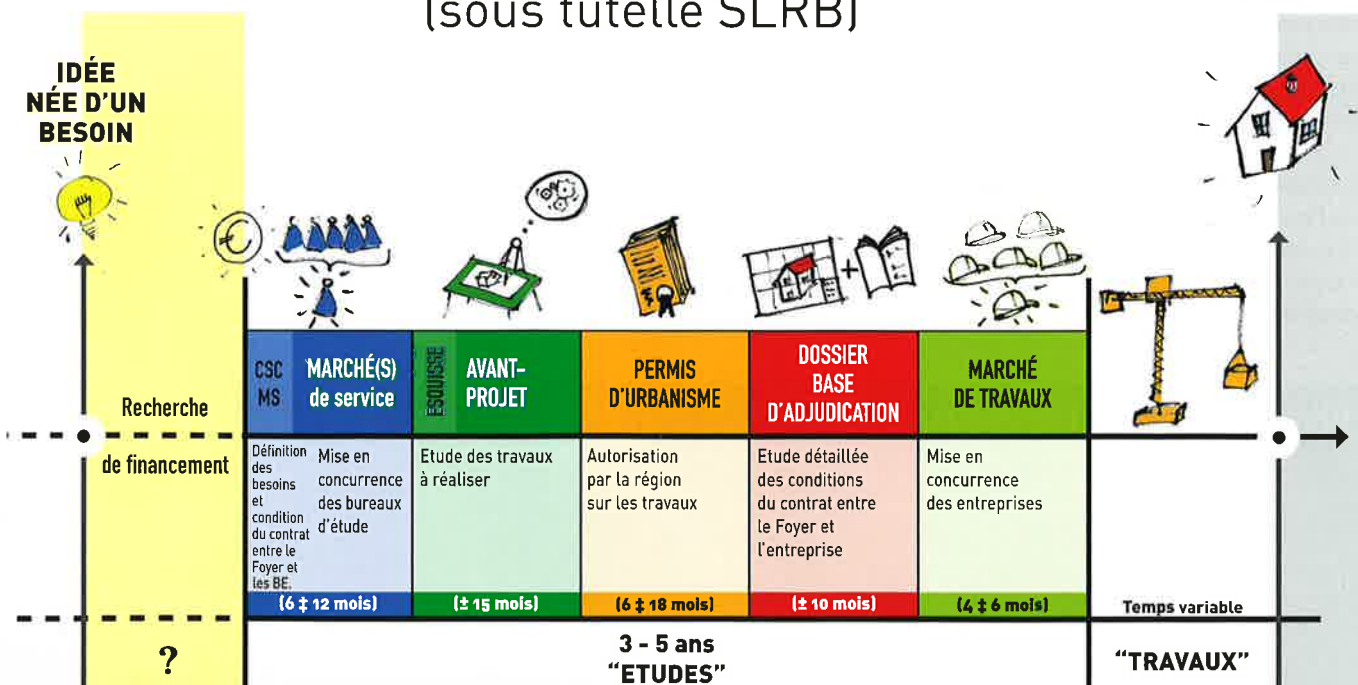 (sous tutelle SLRB)
IDÉE
NÉE D'UN
BESOIN
€
Recherche
de financement
?
CSC
MS
MARCHÉ(S)
de service
ESQUISSE
AVANT-
PROJET
PERMIS
D'URBANISME
DOSSIER
BASE
D'ADJUDICATION
MARCHÉ
DE TRAVAUX
Définition
des
besoins
et
condition
du contrat
entre le
Foyer et
les BE.
Mise en
concurrence
des bureaux
d'étude
Etude des travaux
à réaliser
Autorisation
par la région
sur les travaux
Etude détaillée
des conditions
du contrat entre
le Foyer et
l'entreprise
Mise en
concurrence
des entreprises
(6 ‡ 12 mois)
(± 15 mois)
(6 ‡ 18 mois)
(± 10 mois)
(4 ‡ 6 mois)
Temps variable
3 - 5 ans
“ETUDES”
“TRAVAUX”